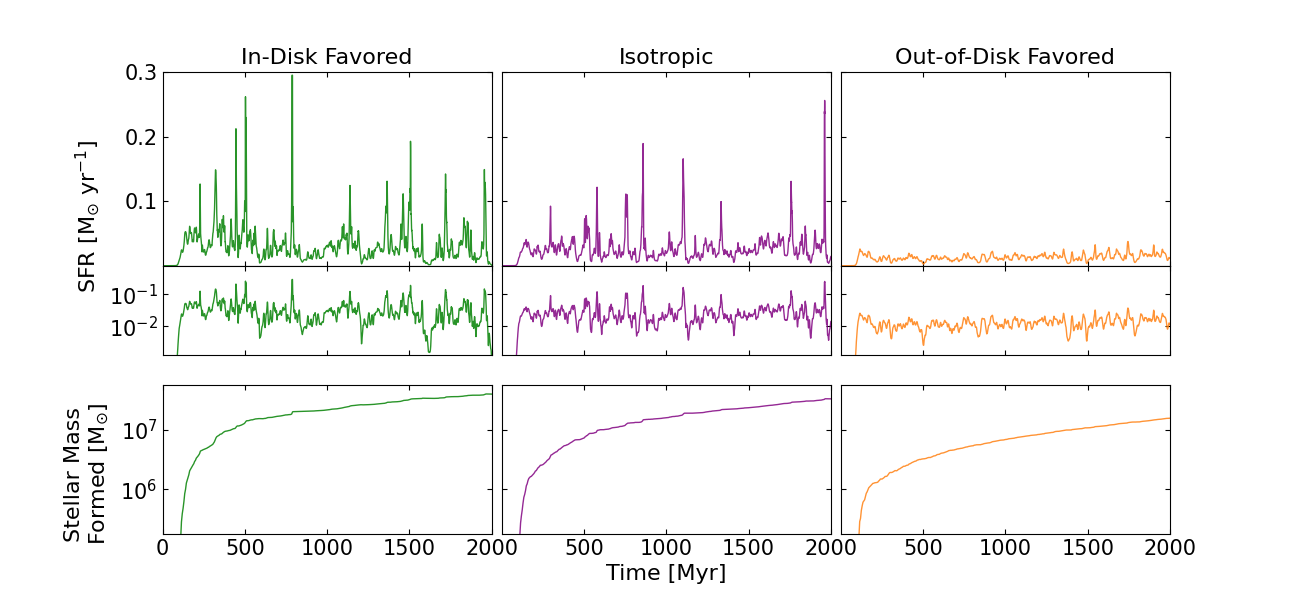 In-Disk Favored
Isotropic
Out-of-Disk Favored
SFR [M⊙ yr⁻¹]
0.3
0.2
0.1
10⁻¹
10⁻²
Stellar Mass
Formed [M⊙]
10⁷
10⁶
0 500 1000 1500 2000
0 500 1000 1500 2000
0 500 1000 1500 2000
Time [Myr]